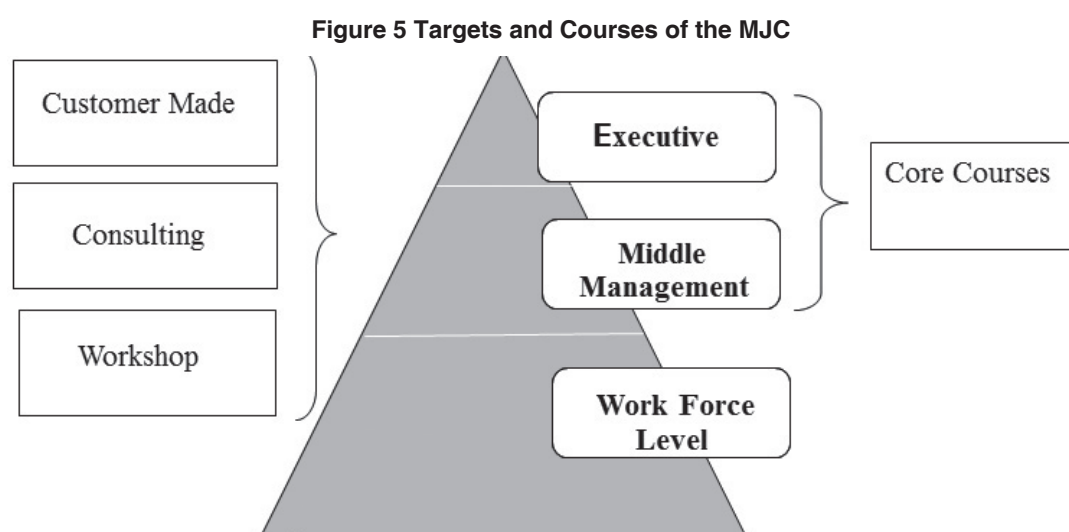 Figure 5 Targets and Courses of the MJC
Customer Made
Consulting
Workshop
Executive
Middle
Management
Work Force
Level
Core Courses